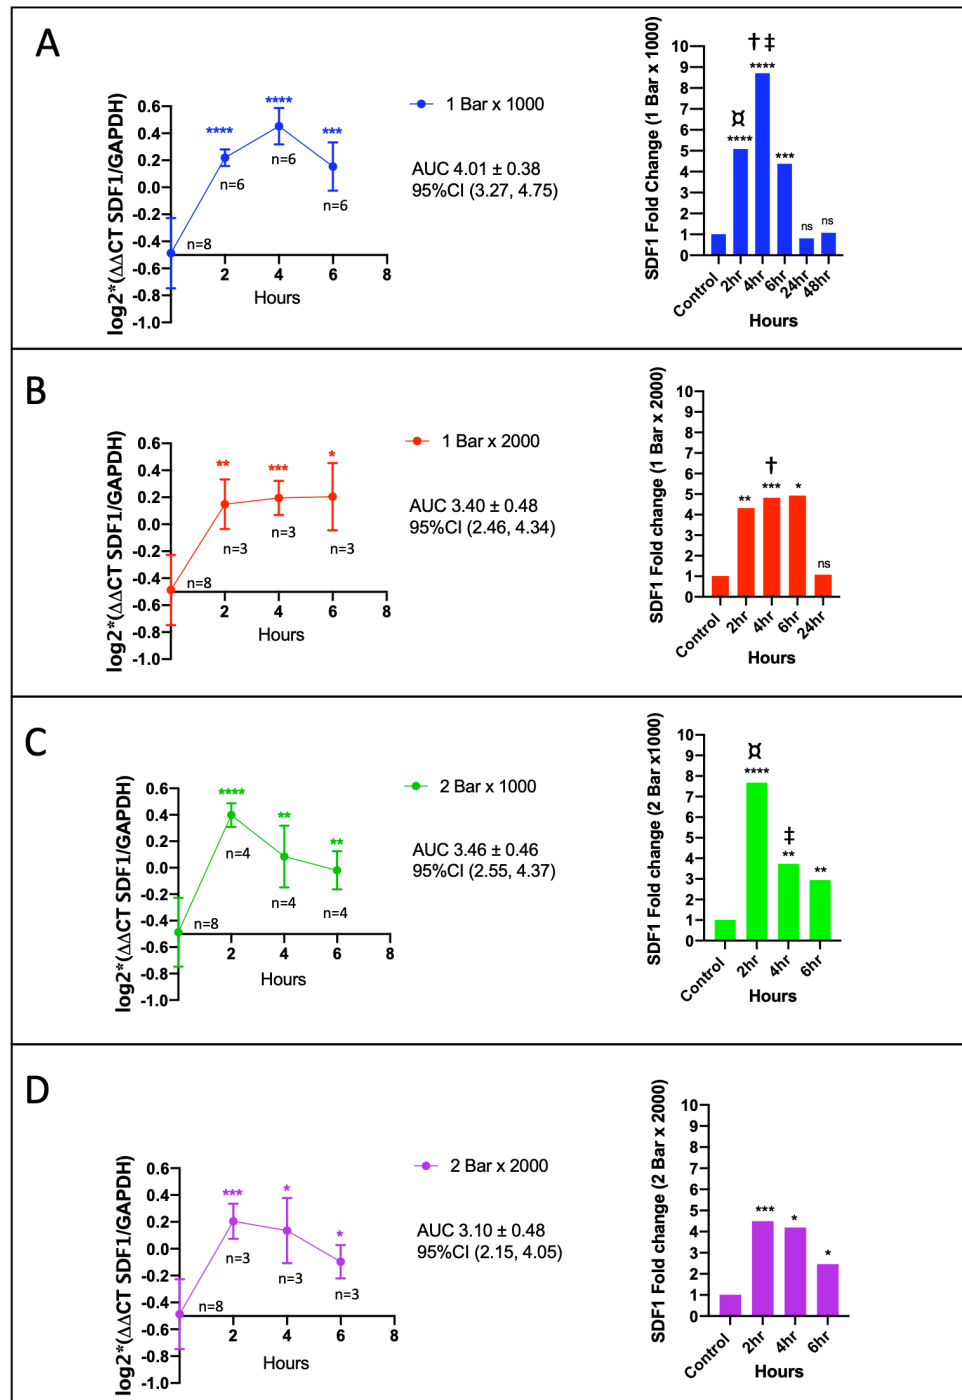 A
log2*(ΔΔCT SDF1/GAPDH)
0.6
0.4
0.2
0.0
-0.2
-0.4
-0.6
-0.8
-1.0
****
****
***
n=8
n=6
n=6
n=6
2 4 6 8
Hours
1 Bar x 1000
AUC 4.01 ± 0.38
95%CI (3.27, 4.75)
SDF1 Fold Change (1 Bar x 1000)
10
9
8
7
6
5
4
3
2
1
0
¤
****
† ‡
****
***
ns
ns
Control 2hr 4hr 6hr 24hr 48hr
Hours
B
log2*(ΔΔCT SDF1/GAPDH)
0.6
0.4
0.2
0.0
-0.2
-0.4
-0.6
-0.8
-1.0
**
***
*
n=8
n=3
n=3
n=3
2 4 6 8
Hours
1 Bar x 2000
AUC 3.40 ± 0.48
95%CI (2.46, 4.34)
SDF1 Fold change (1 Bar x 2000)
10
9
8
7
6
5
4
3
2
1
0
**
†
***
*
ns
Control 2hr 4hr 6hr 24hr
Hours
C
log2*(ΔΔCT SDF1/GAPDH)
0.6
0.4
0.2
0.0
-0.2
-0.4
-0.6
-0.8
-1.0
****
**
**
n=8
n=4
n=4
n=4
2 4 6 8
Hours
2 Bar x 1000
AUC 3.46 ± 0.46
95%CI (2.55, 4.37)
SDF1 Fold change (2 Bar x1000)
10
9
8
7
6
5
4
3
2
1
0
¤
****
‡
**
**
Control 2hr 4hr 6hr
Hours
D
log2*(ΔΔCT SDF1/GAPDH)
0.6
0.4
0.2
0.0
-0.2
-0.4
-0.6
-0.8
-1.0
***
*
*
n=8
n=3
n=3
n=3
2 4 6 8
Hours
2 Bar x 2000
AUC 3.10 ± 0.48
95%CI (2.15, 4.05)
SDF1 Fold change (2 Bar x 2000)
10
9
8
7
6
5
4
3
2
1
0
***
*
*
Control 2hr 4hr 6hr
Hours